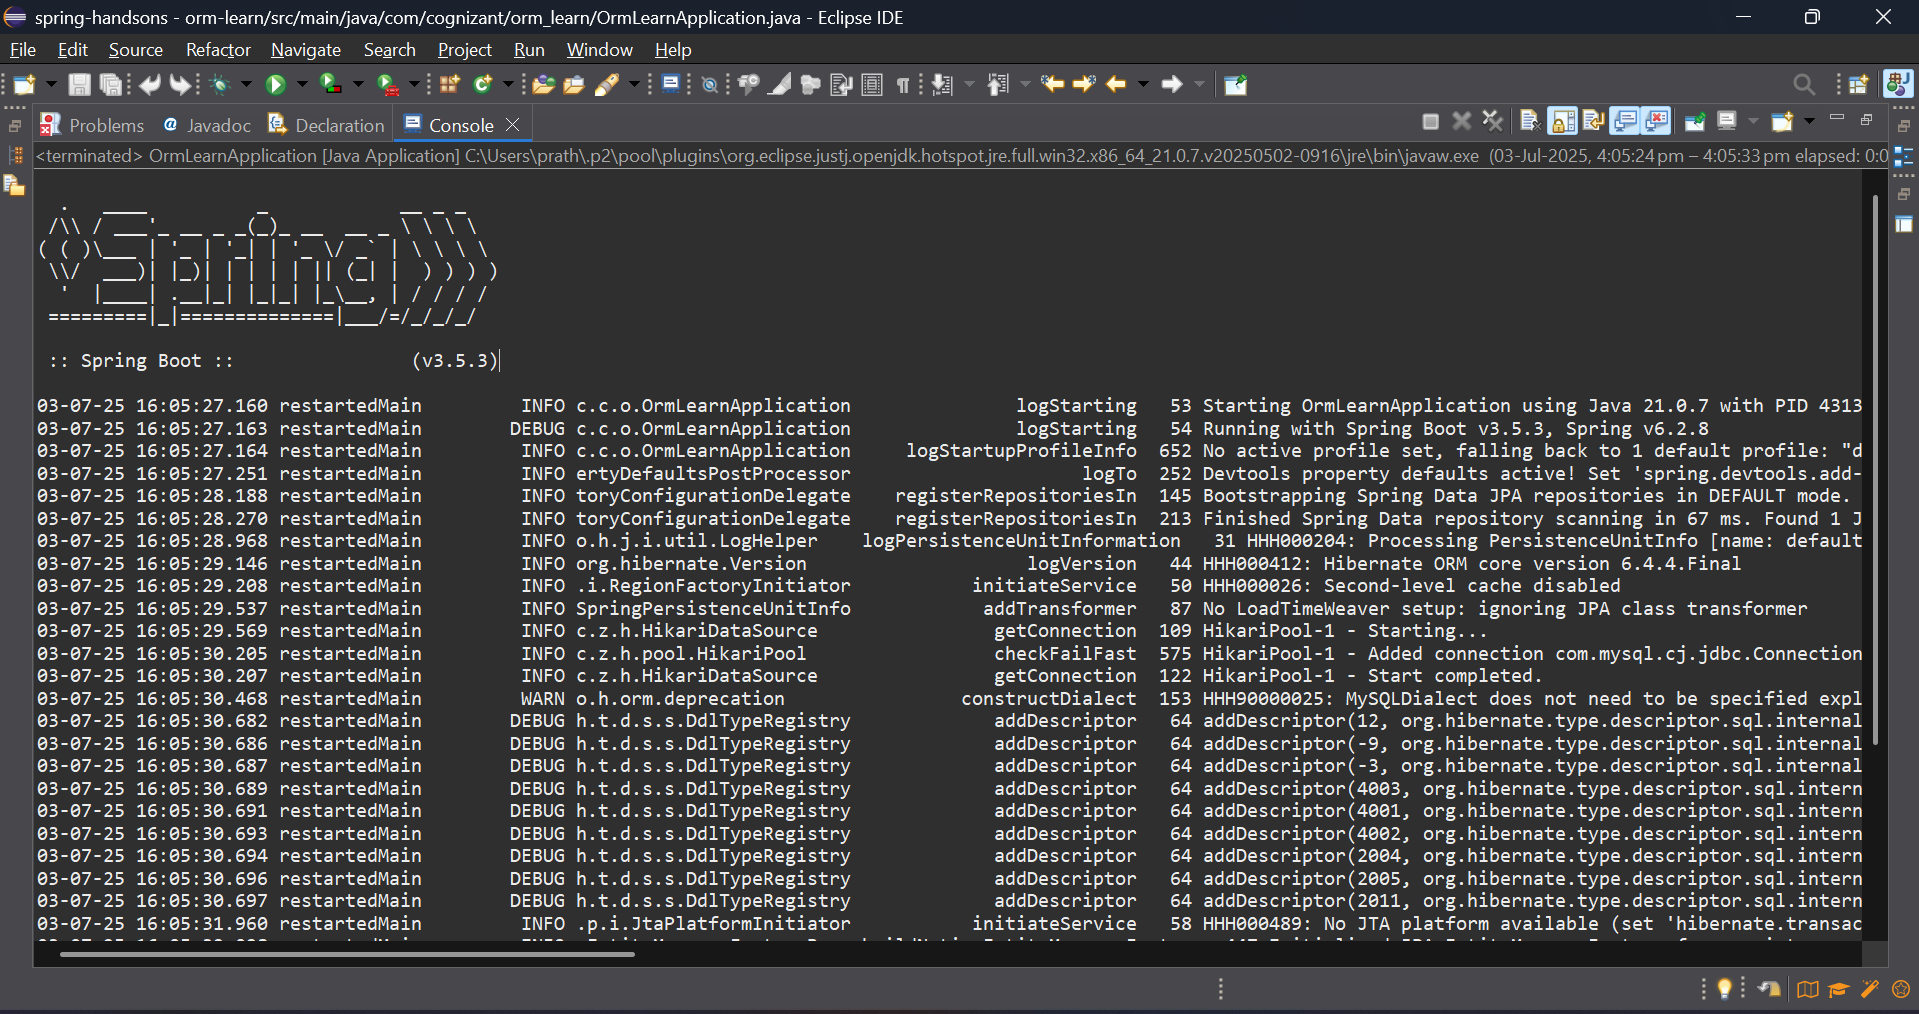 spring-handsons - orm-learn/src/main/java/com/cognizant/orm_learn/OrmLearnApplication.java - Eclipse IDE
File Edit Source Refactor Navigate Search Project Run Window Help
Problems @ Javadoc Declaration Console
<terminated> OrmLearnApplication [Java Application] C:\Users\prath\.p2\pool\plugins\org.eclipse.justj.openjdk.hotspot.jre.full.win32.x86_64_21.0.7.v20250502-0916\jre\bin\javaw.exe (03-Jul-2025, 4:05:24 pm – 4:05:33 pm elapsed: 0:0
Spring
:: Spring Boot :: (v3.5.3)
03-07-25 16:05:27.160 restartedMain INFO c.c.o.OrmLearnApplication logStarting 53 Starting OrmLearnApplication using Java 21.0.7 with PID 4313
03-07-25 16:05:27.163 restartedMain DEBUG c.c.o.OrmLearnApplication logStarting 54 Running with Spring Boot v3.5.3, Spring v6.2.8
03-07-25 16:05:27.164 restartedMain INFO c.c.o.OrmLearnApplication logStartupProfileInfo 652 No active profile set, falling back to 1 default profile: "d
03-07-25 16:05:27.251 restartedMain INFO ertyDefaultsPostProcessor logTo 252 Devtools property defaults active! Set 'spring.devtools.add-
03-07-25 16:05:28.188 restartedMain INFO toryConfigurationDelegate registerRepositoriesIn 145 Bootstrapping Spring Data JPA repositories in DEFAULT mode.
03-07-25 16:05:28.270 restartedMain INFO toryConfigurationDelegate registerRepositoriesIn 213 Finished Spring Data repository scanning in 67 ms. Found 1 J
03-07-25 16:05:28.968 restartedMain INFO o.h.j.i.util.LogHelper logPersistenceUnitInformation 31 HHH000204: Processing PersistenceUnitInfo [name: default
03-07-25 16:05:29.146 restartedMain INFO org.hibernate.Version logVersion 44 HHH000412: Hibernate ORM core version 6.4.4.Final
03-07-25 16:05:29.208 restartedMain INFO .i.RegionFactoryInitiator initiateService 50 HHH000026: Second-level cache disabled
03-07-25 16:05:29.537 restartedMain INFO SpringPersistenceUnitInfo addTransformer 87 No LoadTimeWeaver setup: ignoring JPA class transformer
03-07-25 16:05:29.569 restartedMain INFO c.z.h.HikariDataSource getConnection 109 HikariPool-1 - Starting...
03-07-25 16:05:30.205 restartedMain INFO c.z.h.pool.HikariPool checkFailFast 575 HikariPool-1 - Added connection com.mysql.cj.jdbc.Connection
03-07-25 16:05:30.207 restartedMain INFO c.z.h.HikariDataSource getConnection 122 HikariPool-1 - Start completed.
03-07-25 16:05:30.468 restartedMain WARN o.h.orm.deprecation constructDialect 153 HHH90000025: MySQLDialect does not need to be specified expl
03-07-25 16:05:30.682 restartedMain DEBUG h.t.d.s.s.DdlTypeRegistry addDescriptor 64 addDescriptor(12, org.hibernate.type.descriptor.sql.internal
03-07-25 16:05:30.686 restartedMain DEBUG h.t.d.s.s.DdlTypeRegistry addDescriptor 64 addDescriptor(-9, org.hibernate.type.descriptor.sql.internal
03-07-25 16:05:30.687 restartedMain DEBUG h.t.d.s.s.DdlTypeRegistry addDescriptor 64 addDescriptor(-3, org.hibernate.type.descriptor.sql.internal
03-07-25 16:05:30.689 restartedMain DEBUG h.t.d.s.s.DdlTypeRegistry addDescriptor 64 addDescriptor(4003, org.hibernate.type.descriptor.sql.intern
03-07-25 16:05:30.691 restartedMain DEBUG h.t.d.s.s.DdlTypeRegistry addDescriptor 64 addDescriptor(4001, org.hibernate.type.descriptor.sql.intern
03-07-25 16:05:30.693 restartedMain DEBUG h.t.d.s.s.DdlTypeRegistry addDescriptor 64 addDescriptor(4002, org.hibernate.type.descriptor.sql.intern
03-07-25 16:05:30.694 restartedMain DEBUG h.t.d.s.s.DdlTypeRegistry addDescriptor 64 addDescriptor(2004, org.hibernate.type.descriptor.sql.intern
03-07-25 16:05:30.696 restartedMain DEBUG h.t.d.s.s.DdlTypeRegistry addDescriptor 64 addDescriptor(2005, org.hibernate.type.descriptor.sql.intern
03-07-25 16:05:30.697 restartedMain DEBUG h.t.d.s.s.DdlTypeRegistry addDescriptor 64 addDescriptor(2011, org.hibernate.type.descriptor.sql.intern
03-07-25 16:05:31.960 restartedMain INFO .p.i.JtaPlatformInitiator initiateService 58 HHH000489: No JTA platform available (set 'hibernate.transac